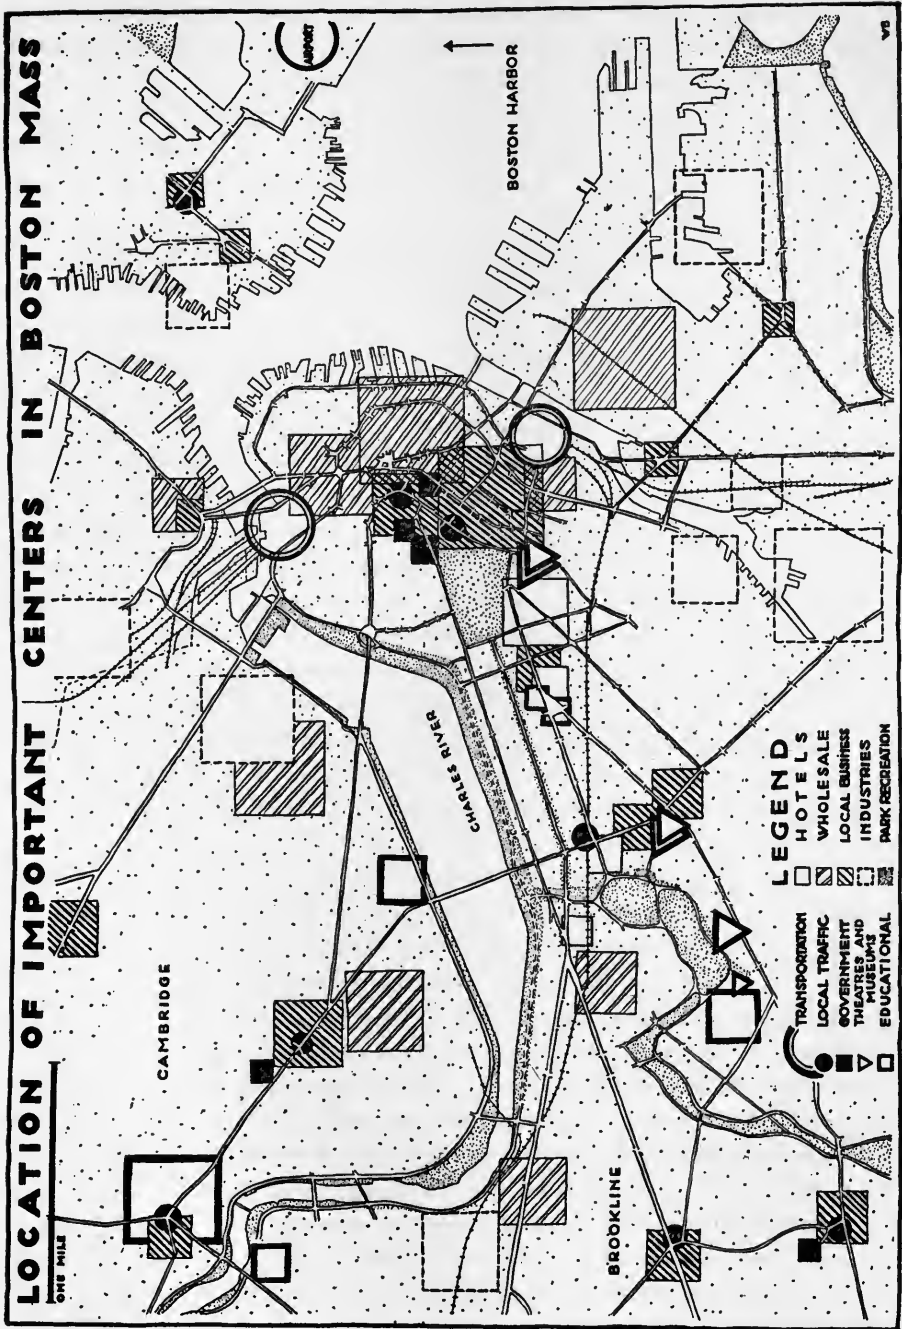 LOCATION OF IMPORTANT CENTERS IN BOSTON MASS
ONE MILE
AIRPORT
BOSTON HARBOR
CAMBRIDGE
CHARLES RIVER
BROOKLINE
LEGEND
TRANSPORTATION
LOCAL TRAFFIC
GOVERNMENT
THEATRES AND
MUSEUMS
EDUCATIONAL
HOTELS
WHOLESALE
LOCAL BUSINESS
INDUSTRIES
PARK RECREATION